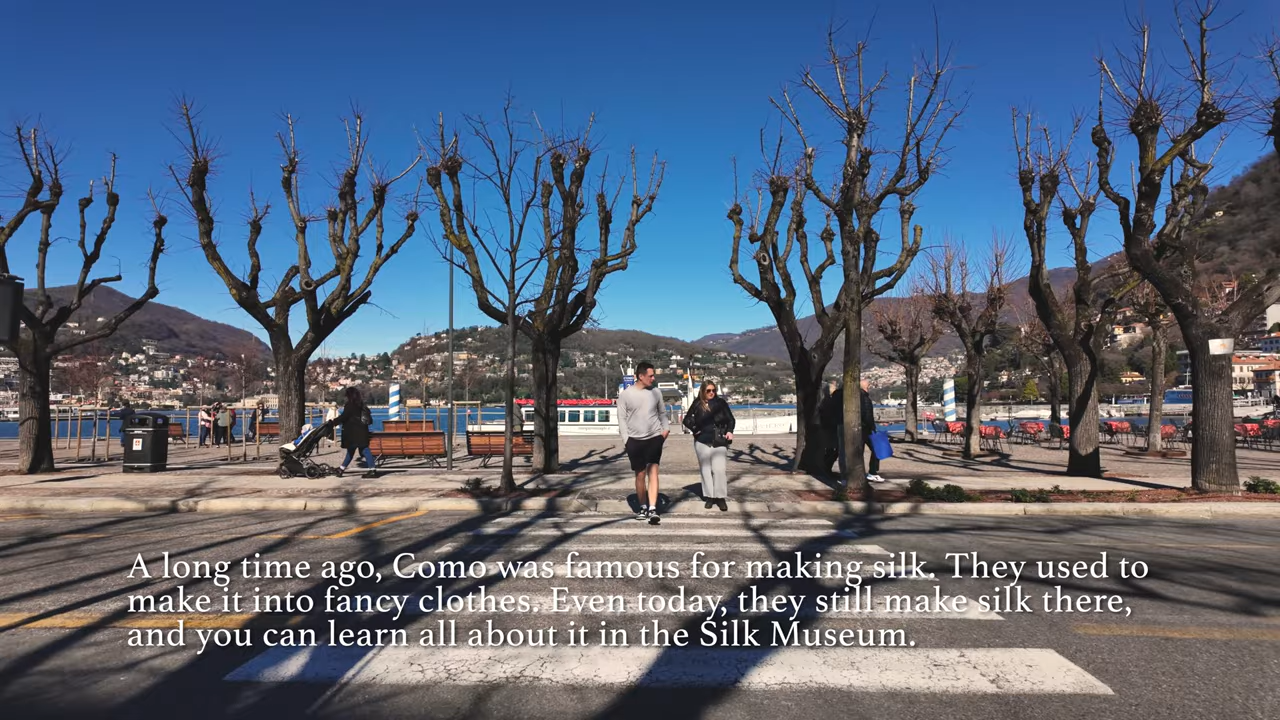 A long time ago, Como was famous for making silk. They used to
make it into fancy clothes. Even today, they still make silk there,
and you can learn all about it in the Silk Museum.